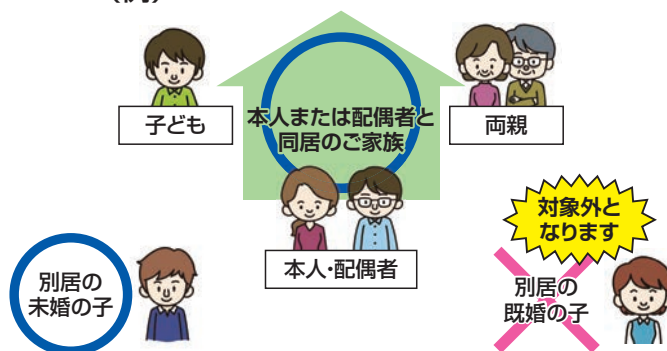 子ども
本人または配偶者と
同居のご家族
両親
本人・配偶者
対象外と
なります
別居の
未婚の子
別居の
既婚の子